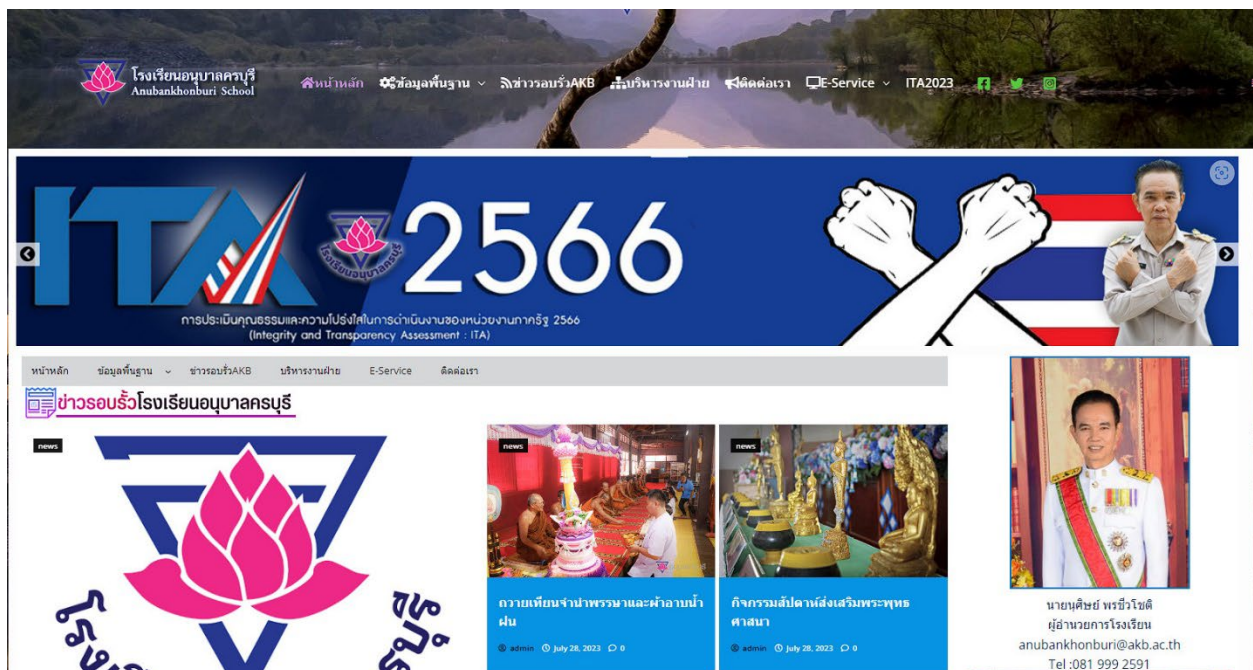 โรงเรียนอนุบาลครบุรี
Anubankhonburi School
หน้าหลัก ข้อมูลพื้นฐาน ข่าวรอบรั่วAKB บริหารงานฝ่าย ติดต่อเรา E-Service ITA2023
ITA โรงเรียนอนุบาลครบุรี 2566
การประเมินคุณธรรมและความโปร่งใสในการดำเนินงานของหน่วยงานภาครัฐ 2566
(Integrity and Transparency Assessment : ITA)
หน้าหลัก ข้อมูลพื้นฐาน ข่าวรอบรั่วAKB บริหารงานฝ่าย E-Service ติดต่อเรา
ข่าวรอบรั้วโรงเรียนอนุบาลครบุรี
news
news
ถวายเทียนจำนำพรรษาและผ้าอาบน้ำ
ฝน
admin July 28, 2023 0
news
กิจกรรมสัปดาห์ส่งเสริมพระพุทธ
ศาสนา
admin July 28, 2023 0
นายนุศิษย์ พรชีวโชติ
ผู้อำนวยการโรงเรียน
anubankhonburi@akb.ac.th
Tel :081 999 2591